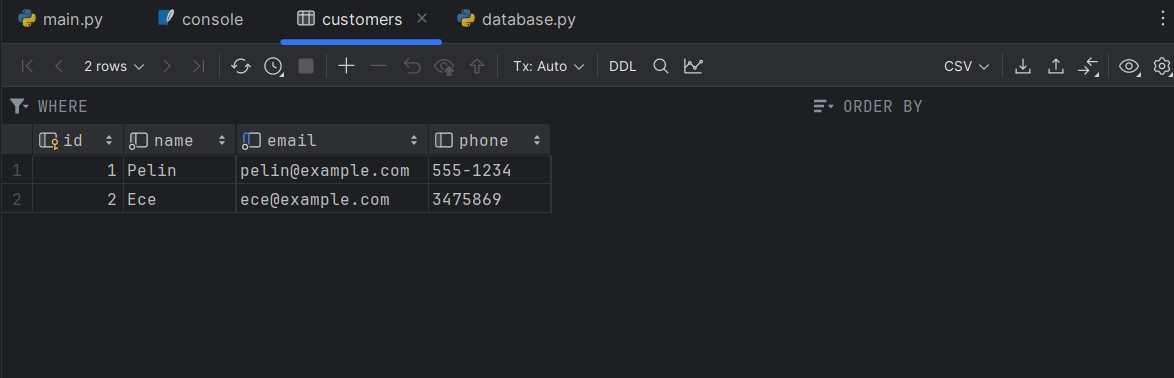 main.py console customers database.py
2 rows Tx: Auto DDL CSV
WHERE ORDER BY
id name email phone
1 1 Pelin pelin@example.com 555-1234
2 2 Ece ece@example.com 3475869